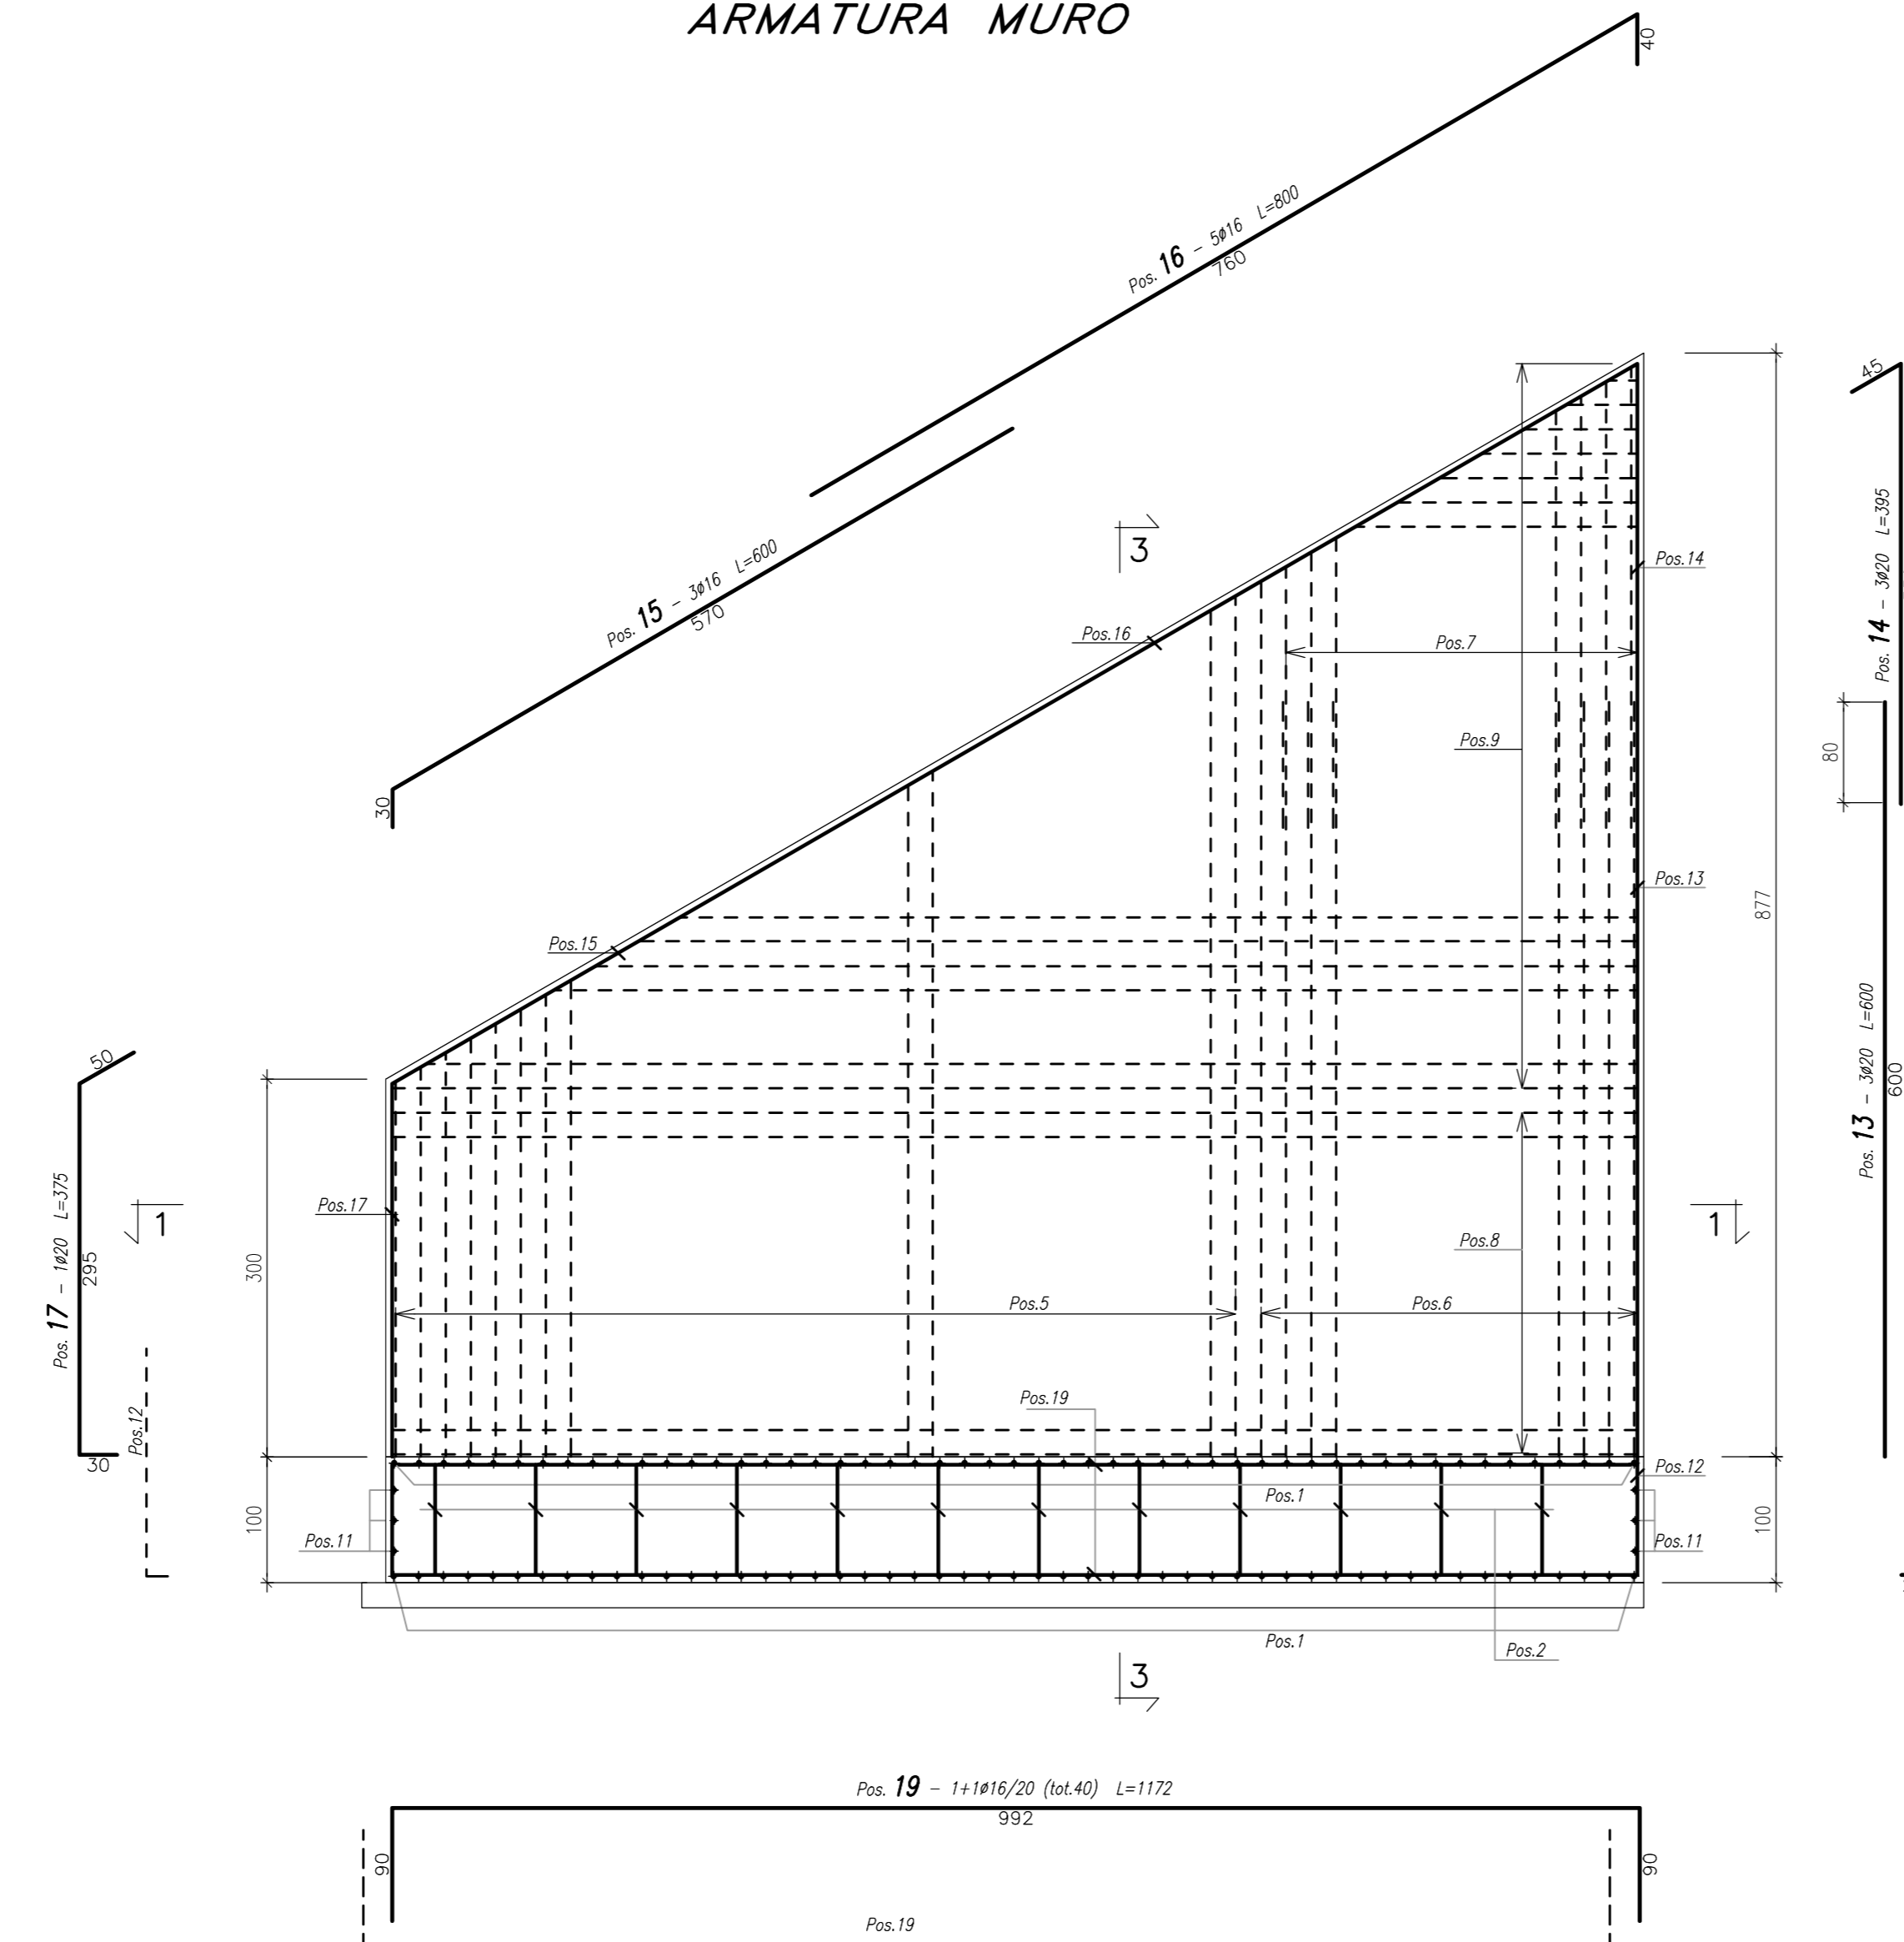 ARMATURA MURO
40
Pos. 16 - 5ø16 L=800
760
45
Pos. 15 - 3ø16 L=600
570
30
3
Pos.14
Pos. 14 - 3ø20 L=395
Pos.16
Pos.7
Pos.9
80
Pos.13
877
Pos.15
50
Pos. 13 - 3ø20 L=600
600
Pos. 17 - 1ø20 L=375
295
30
1
Pos.17
300
1
Pos.8
Pos.5
Pos.6
Pos.12
Pos.19
Pos.12
Pos.1
100
100
Pos.11
Pos.11
Pos.1
Pos.2
3
Pos. 19 - 1+1ø16/20 (tot.40) L=1172
992
90
90
Pos.19